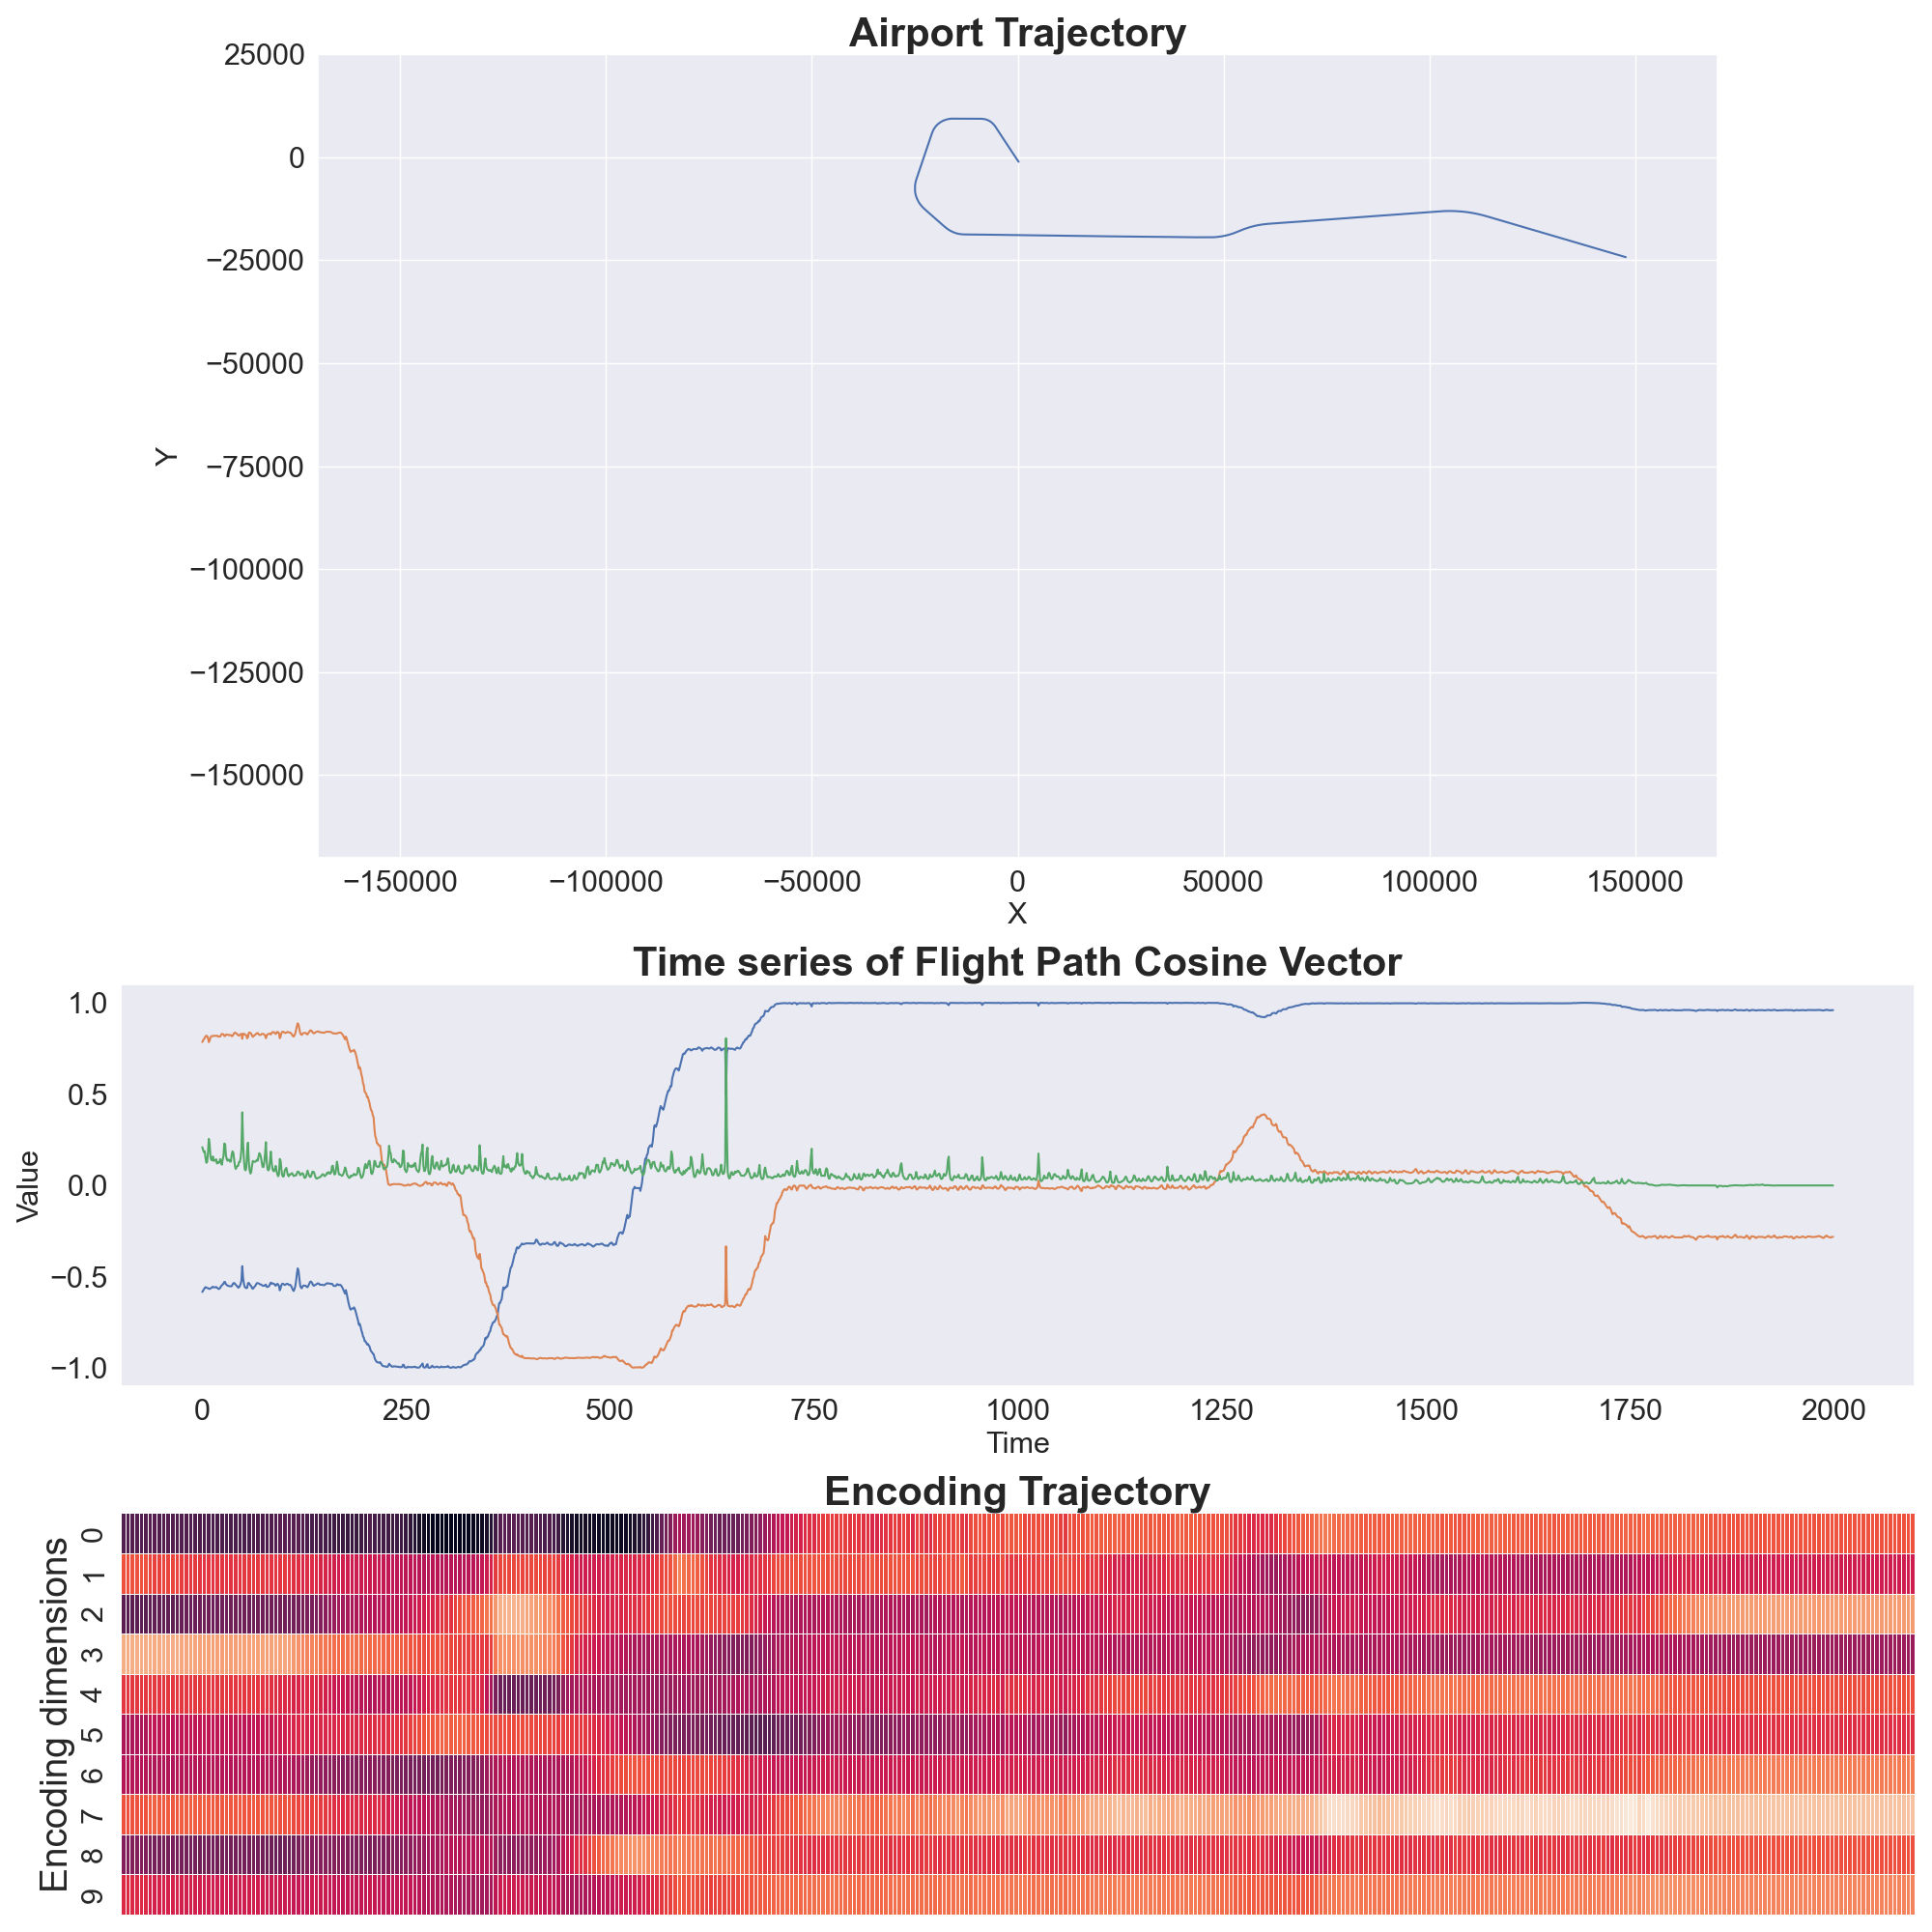 Airport Trajectory
25000
0
−25000
−50000
−75000
−100000
−125000
−150000
Y
−150000 −100000 −50000 0 50000 100000 150000
X
Time series of Flight Path Cosine Vector
1.0
0.5
0.0
−0.5
−1.0
Value
0 250 500 750 1000 1250 1500 1750 2000
Time
Encoding Trajectory
Encoding dimensions
0
1
2
3
4
5
6
7
8
9